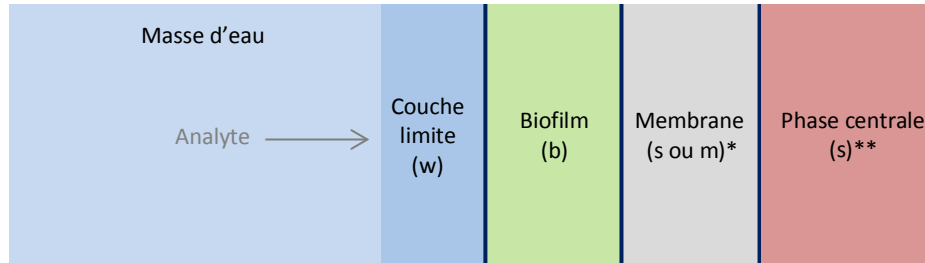 Masse d'eau
Analyte
Couche
limite
(w)
Biofilm
(b)
Membrane
(s ou m)*
Phase centrale
(s)**